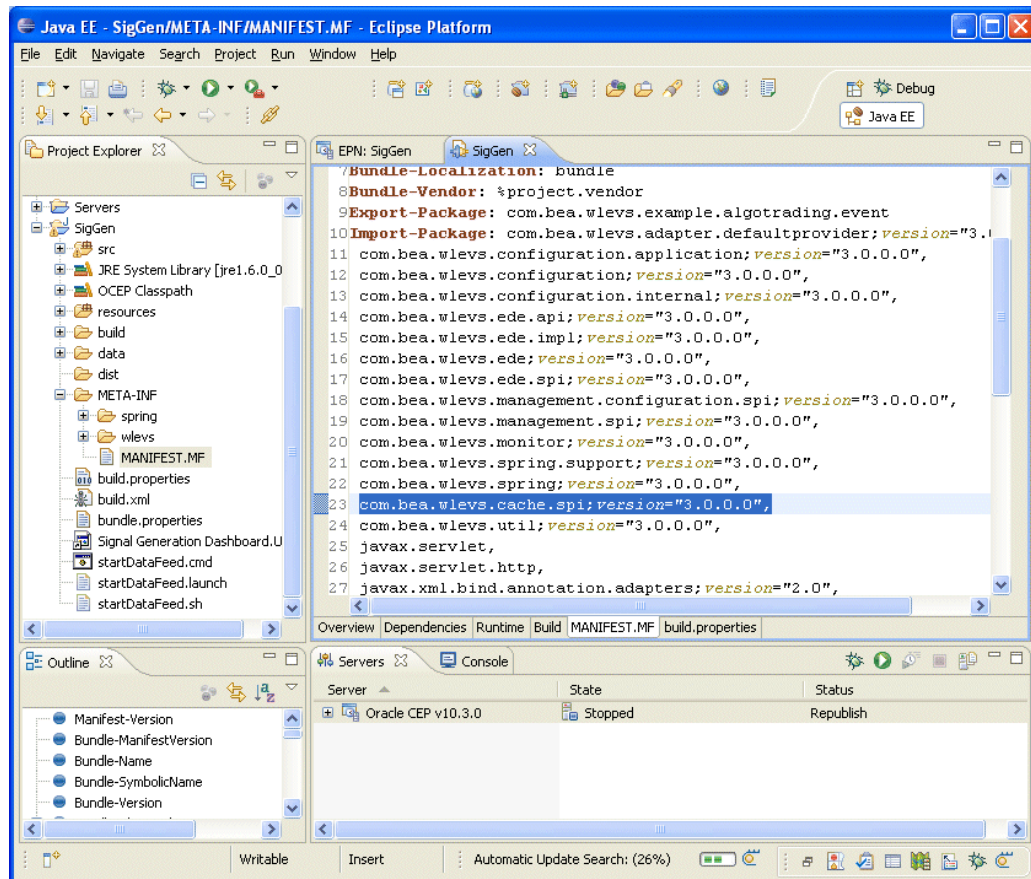 Java EE - SigGen/META-INF/MANIFEST.MF - Eclipse Platform
File Edit Navigate Search Project Run Window Help
Debug
Java EE
Project Explorer
Servers
SigGen
src
JRE System Library [jre1.6.0_0
OCEP Classpath
resources
build
data
dist
META-INF
spring
wlevs
MANIFEST.MF
build.properties
build.xml
bundle.properties
Signal Generation Dashboard.U
startDataFeed.cmd
startDataFeed.launch
startDataFeed.sh
EPN: SigGen SigGen
7Bundle-Localization: bundle
8Bundle-Vendor: %project.vendor
9Export-Package: com.bea.wlevs.example.algotrading.event
10Import-Package: com.bea.wlevs.adapter.defaultprovider;version="3.0
11 com.bea.wlevs.configuration.application;version="3.0.0.0",
12 com.bea.wlevs.configuration;version="3.0.0.0",
13 com.bea.wlevs.configuration.internal;version="3.0.0.0",
14 com.bea.wlevs.ede.api;version="3.0.0.0",
15 com.bea.wlevs.ede.impl;version="3.0.0.0",
16 com.bea.wlevs.ede;version="3.0.0.0",
17 com.bea.wlevs.ede.spi;version="3.0.0.0",
18 com.bea.wlevs.management.configuration.spi;version="3.0.0.0",
19 com.bea.wlevs.management.spi;version="3.0.0.0",
20 com.bea.wlevs.monitor;version="3.0.0.0",
21 com.bea.wlevs.spring.support;version="3.0.0.0",
22 com.bea.wlevs.spring;version="3.0.0.0",
23 com.bea.wlevs.cache.spi;version="3.0.0.0",
24 com.bea.wlevs.util;version="3.0.0.0",
25 javax.servlet,
26 javax.servlet.http,
27 javax.xml.bind.annotation.adapters;version="2.0",
Overview Dependencies Runtime Build MANIFEST.MF build.properties
Outline
Manifest-Version
Bundle-ManifestVersion
Bundle-Name
Bundle-SymbolicName
Bundle-Version
Servers Console
Server State Status
Oracle CEP v10.3.0 Stopped Republish
Writable Insert Automatic Update Search: (26%)